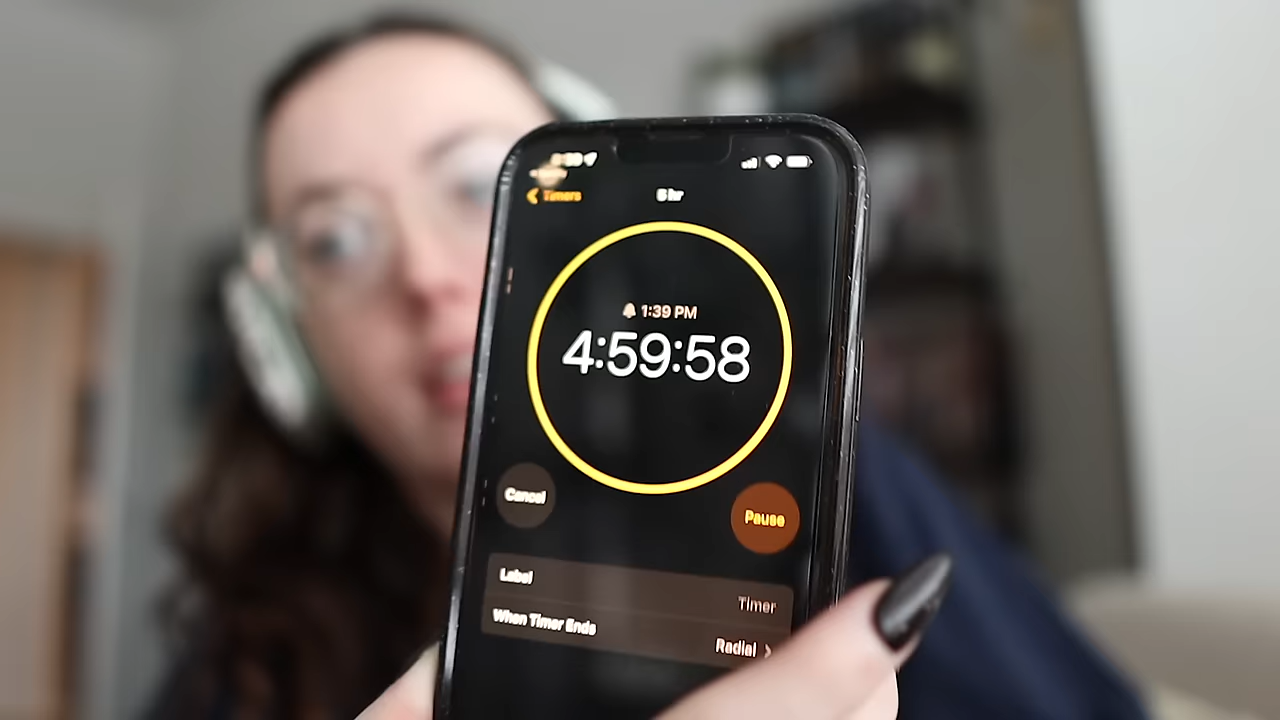 Timers
5 hr
1:39 PM
4:59:58
Cancel
Pause
Label
Timer
When Timer Ends
Radial